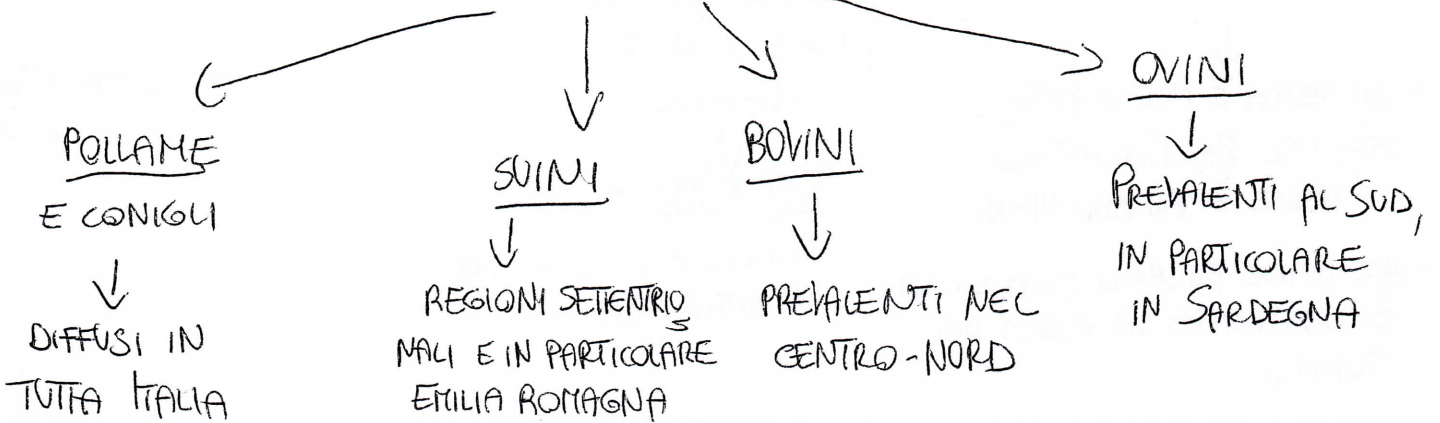 POLLAME
E CONIGLI
DIFFUSI IN
TUTTA ITALIA
SUINI
REGIONI SETTENTRIO
NALI E IN PARTICOLARE
EMILIA ROMAGNA
BOVINI
PREVALENTI NEL
CENTRO-NORD
OVINI
PREVALENTI AL SUD,
IN PARTICOLARE
IN SARDEGNA